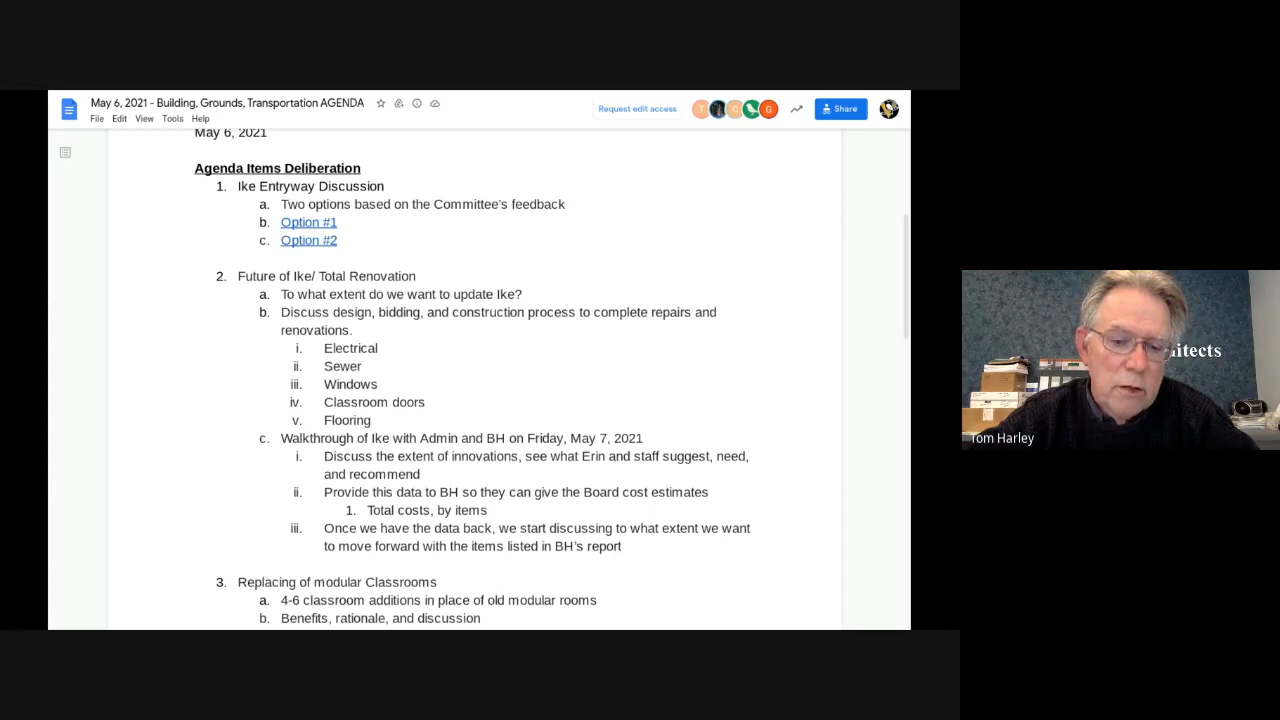 May 6, 2021 - Building, Grounds, Transportation AGENDA
File Edit View Tools Help
Request edit access
T
C
G
Share
May 6, 2021
Agenda Items Deliberation
1. Ike Entryway Discussion
a. Two options based on the Committee's feedback
b. Option #1
c. Option #2
2. Future of Ike/ Total Renovation
a. To what extent do we want to update Ike?
b. Discuss design, bidding, and construction process to complete repairs and
renovations.
i. Electrical
ii. Sewer
iii. Windows
iv. Classroom doors
v. Flooring
c. Walkthrough of Ike with Admin and BH on Friday, May 7, 2021
i. Discuss the extent of innovations, see what Erin and staff suggest, need,
and recommend
ii. Provide this data to BH so they can give the Board cost estimates
1. Total costs, by items
iii. Once we have the data back, we start discussing to what extent we want
to move forward with the items listed in BH's report
3. Replacing of modular Classrooms
a. 4-6 classroom additions in place of old modular rooms
b. Benefits, rationale, and discussion
itects
Tom Harley